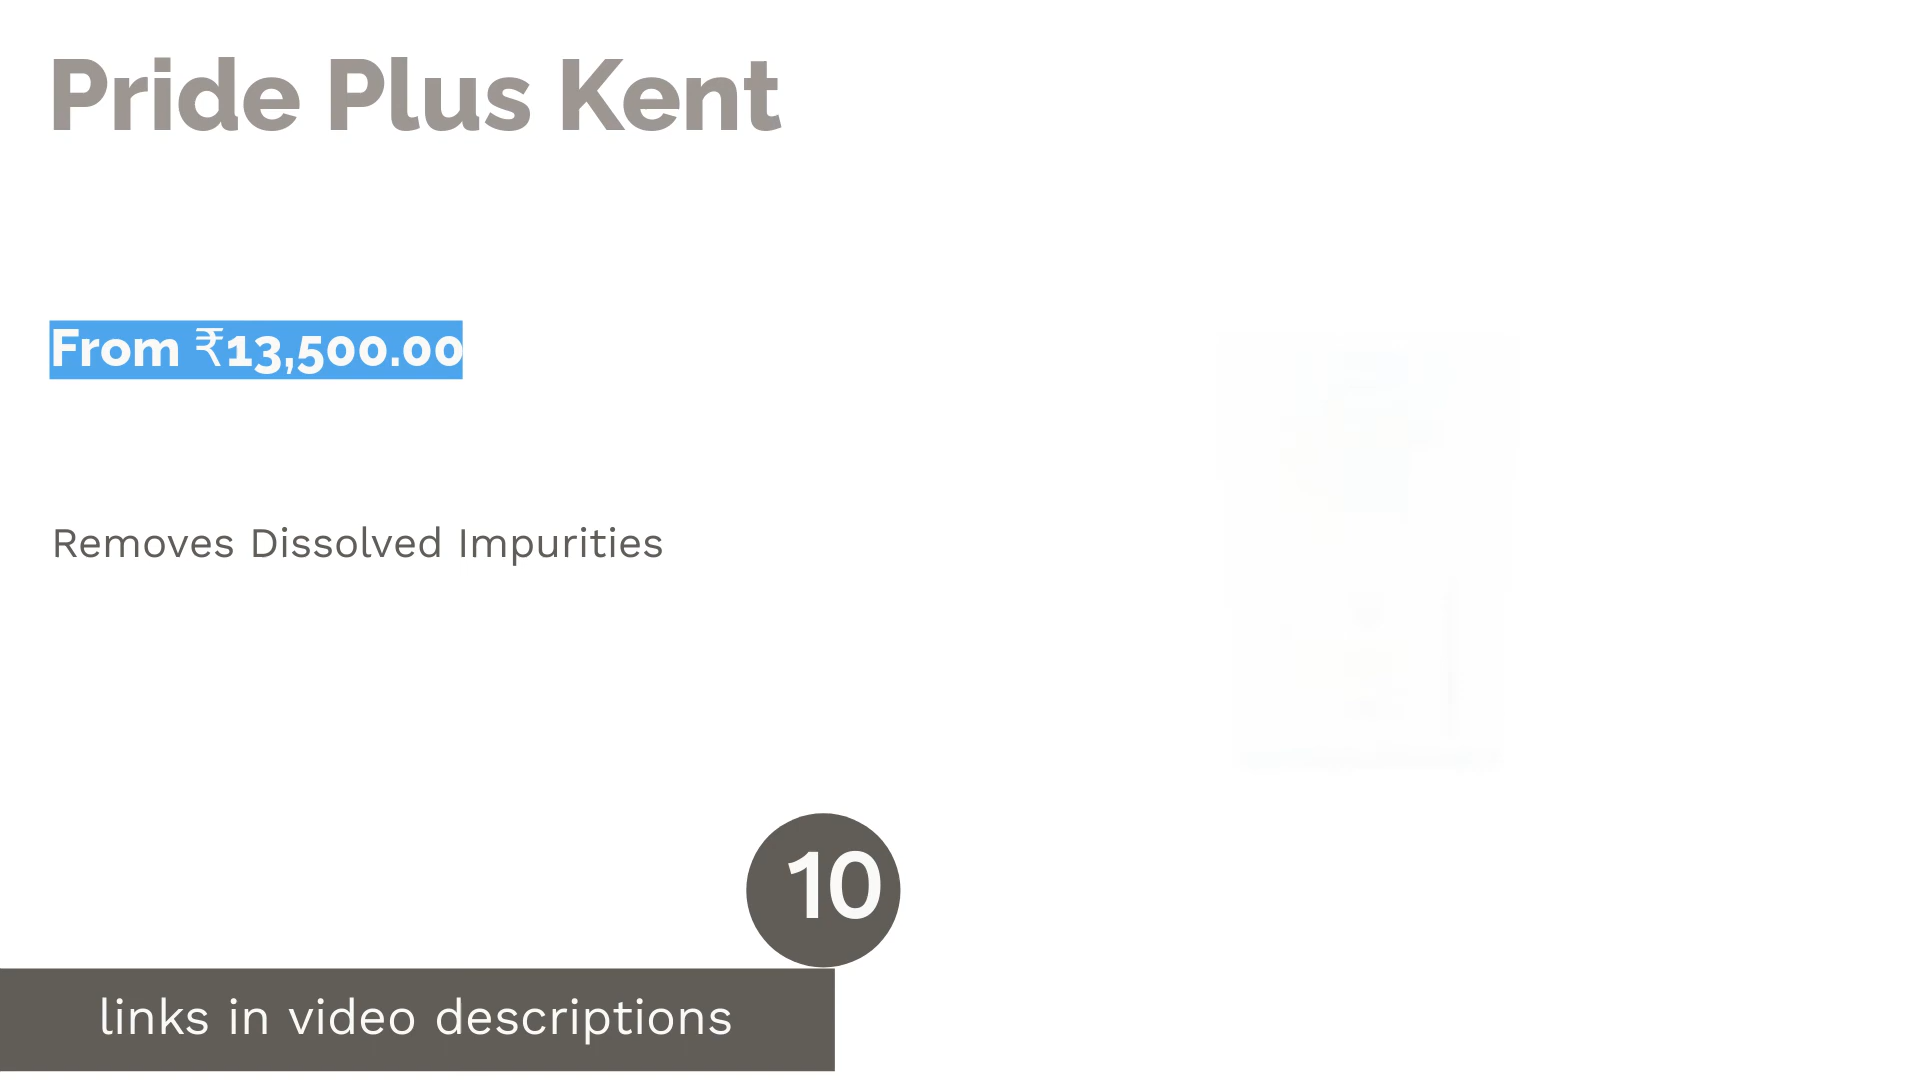 Pride Plus Kent
From ₹13,500.00
Removes Dissolved Impurities
10
links in video descriptions